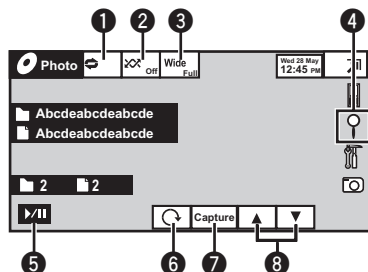 1 2 3 4
Photo Off Wide Full Wed 28 May 12:45 PM
Abcdeabcdeabcde
Abcdeabcdeabcde
2 2
Capture
5 6 7 8